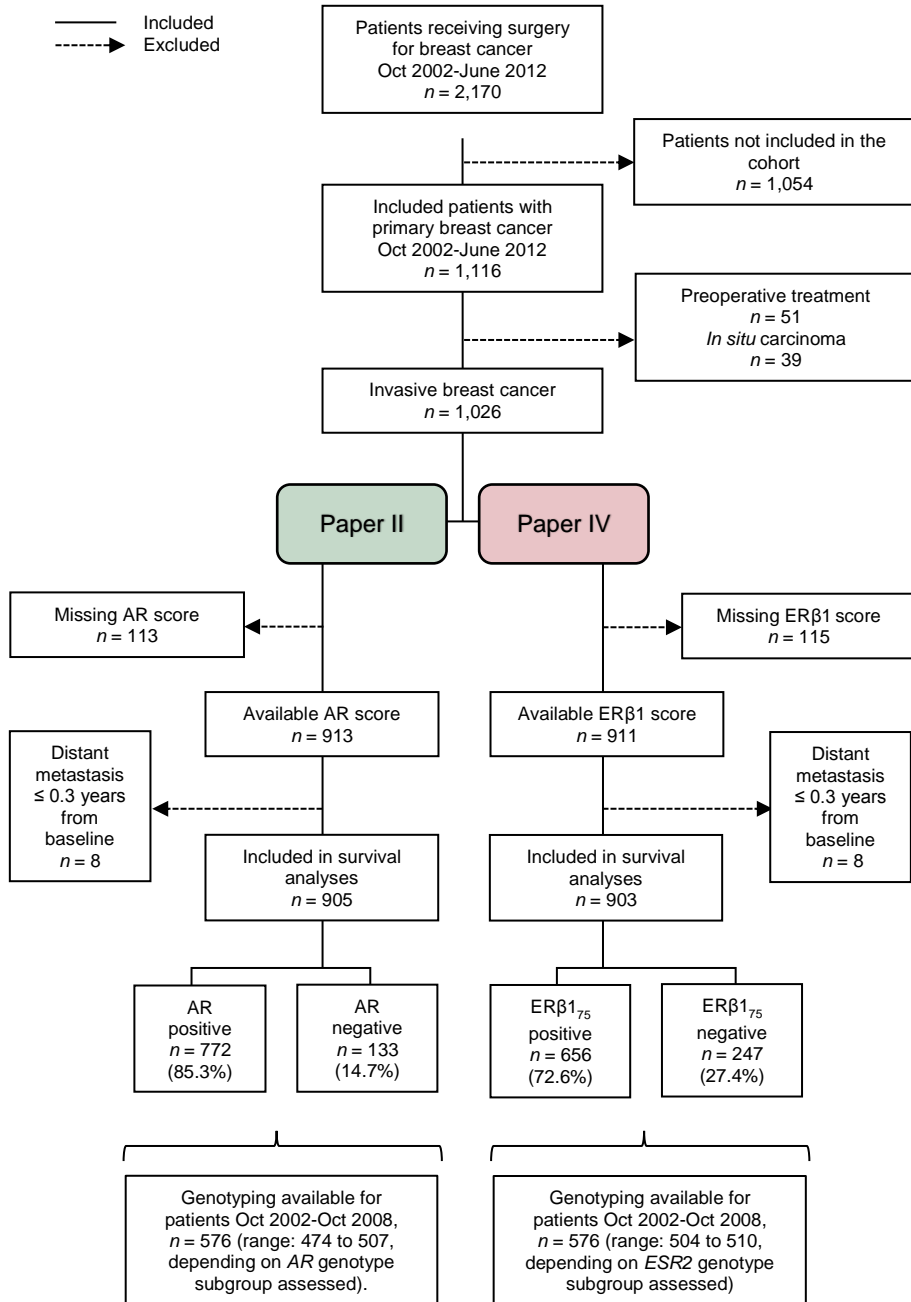 Included
Excluded
Patients receiving surgery
for breast cancer
Oct 2002-June 2012
n = 2,170
Patients not included in the
cohort
n = 1,054
Included patients with
primary breast cancer
Oct 2002-June 2012
n = 1,116
Preoperative treatment
n = 51
In situ carcinoma
n = 39
Invasive breast cancer
n = 1,026
Paper II
Paper IV
Missing AR score
n = 113
Missing ERβ1 score
n = 115
Available AR score
n = 913
Available ERβ1 score
n = 911
Distant
metastasis
≤ 0.3 years
from
baseline
n = 8
Distant
metastasis
≤ 0.3 years
from
baseline
n = 8
Included in survival
analyses
n = 905
Included in survival
analyses
n = 903
AR
positive
n = 772
(85.3%)
AR
negative
n = 133
(14.7%)
ERβ1₇₅
positive
n = 656
(72.6%)
ERβ1₇₅
negative
n = 247
(27.4%)
Genotyping available for
patients Oct 2002-Oct 2008,
n = 576 (range: 474 to 507,
depending on AR genotype
subgroup assessed).
Genotyping available for
patients Oct 2002-Oct 2008,
n = 576 (range: 504 to 510,
depending on ESR2 genotype
subgroup assessed)